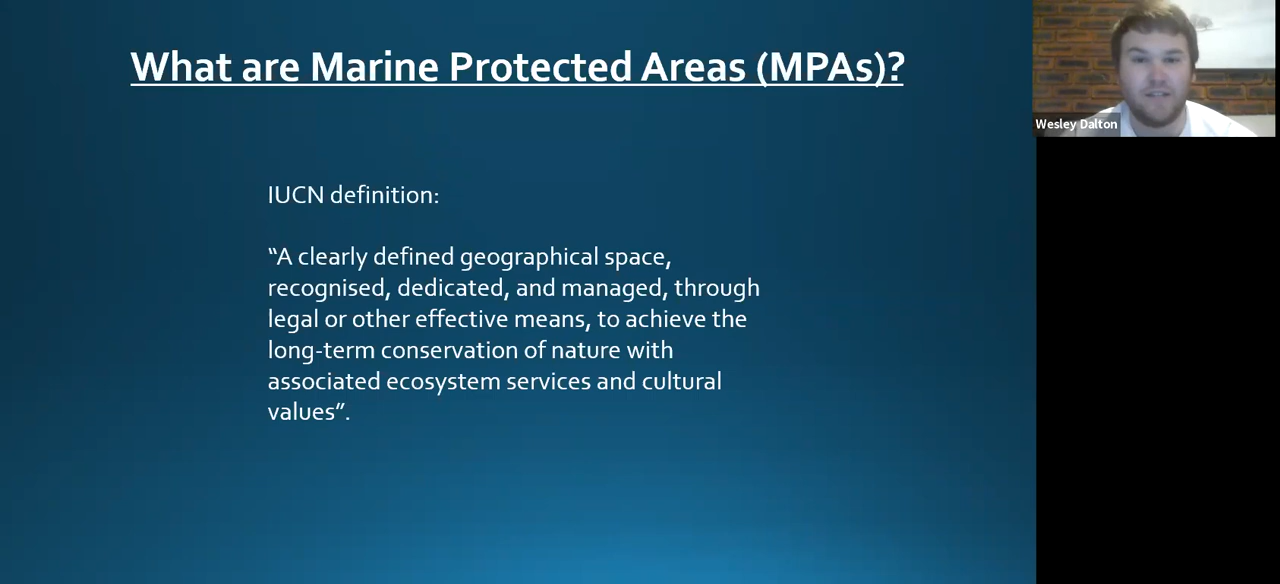 What are Marine Protected Areas (MPAs)?
Wesley Dalton
IUCN definition:
“A clearly defined geographical space,
recognised, dedicated, and managed, through
legal or other effective means, to achieve the
long-term conservation of nature with
associated ecosystem services and cultural
values”.